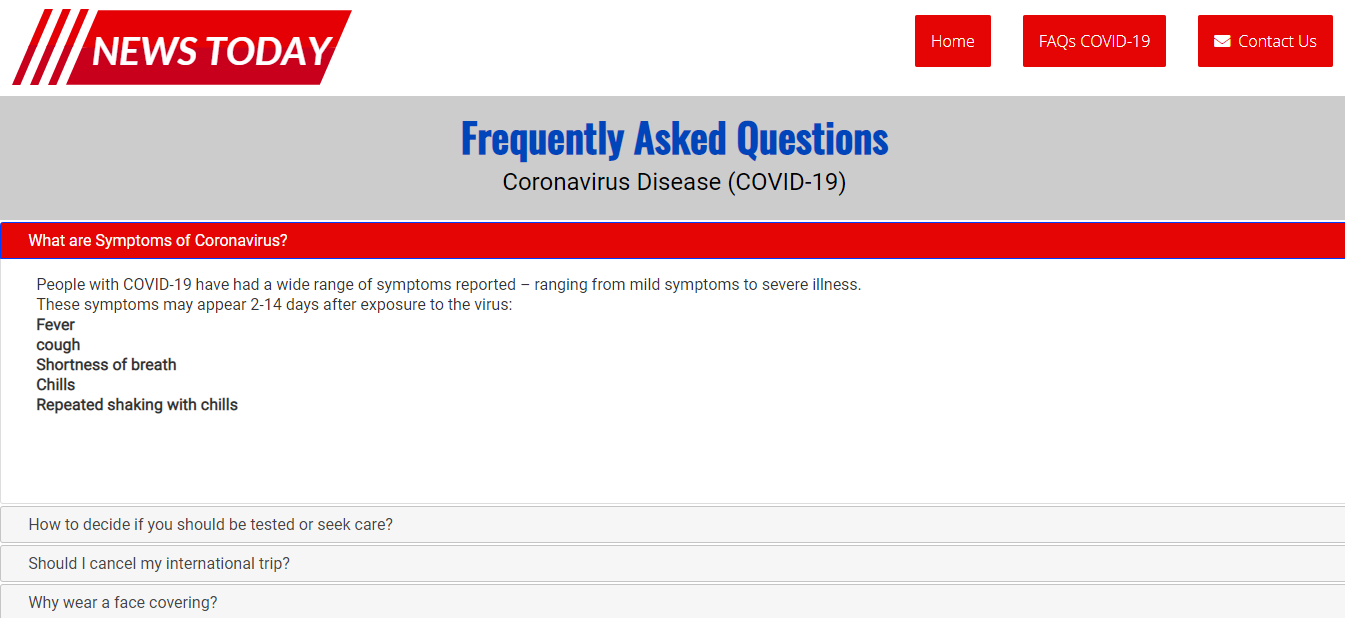 NEWS TODAY
Home
FAQs COVID-19
Contact Us
Frequently Asked Questions
Coronavirus Disease (COVID-19)
What are Symptoms of Coronavirus?
People with COVID-19 have had a wide range of symptoms reported – ranging from mild symptoms to severe illness.
These symptoms may appear 2-14 days after exposure to the virus:
Fever
cough
Shortness of breath
Chills
Repeated shaking with chills
How to decide if you should be tested or seek care?
Should I cancel my international trip?
Why wear a face covering?